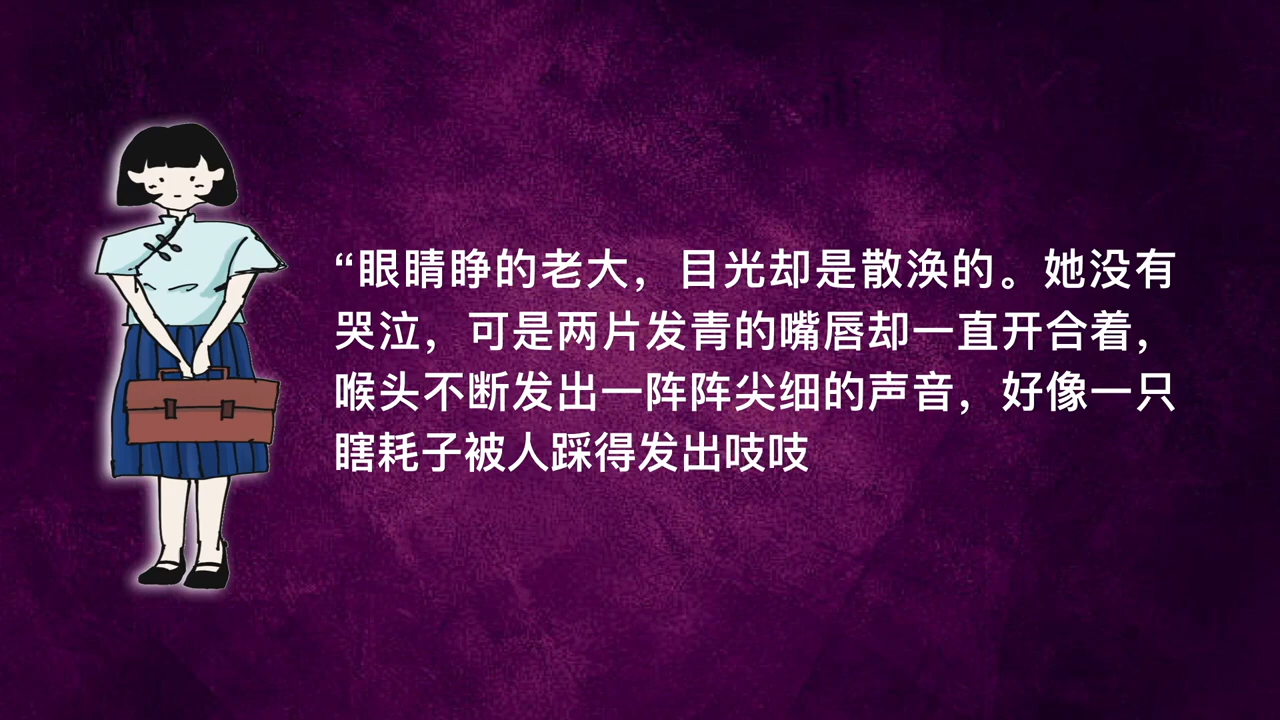 “眼睛睁的老大，目光却是散涣的。她没有
哭泣，可是两片发青的嘴唇却一直开合着，
喉头不断发出一阵阵尖细的声音，好像一只
瞎耗子被人踩得发出吱吱